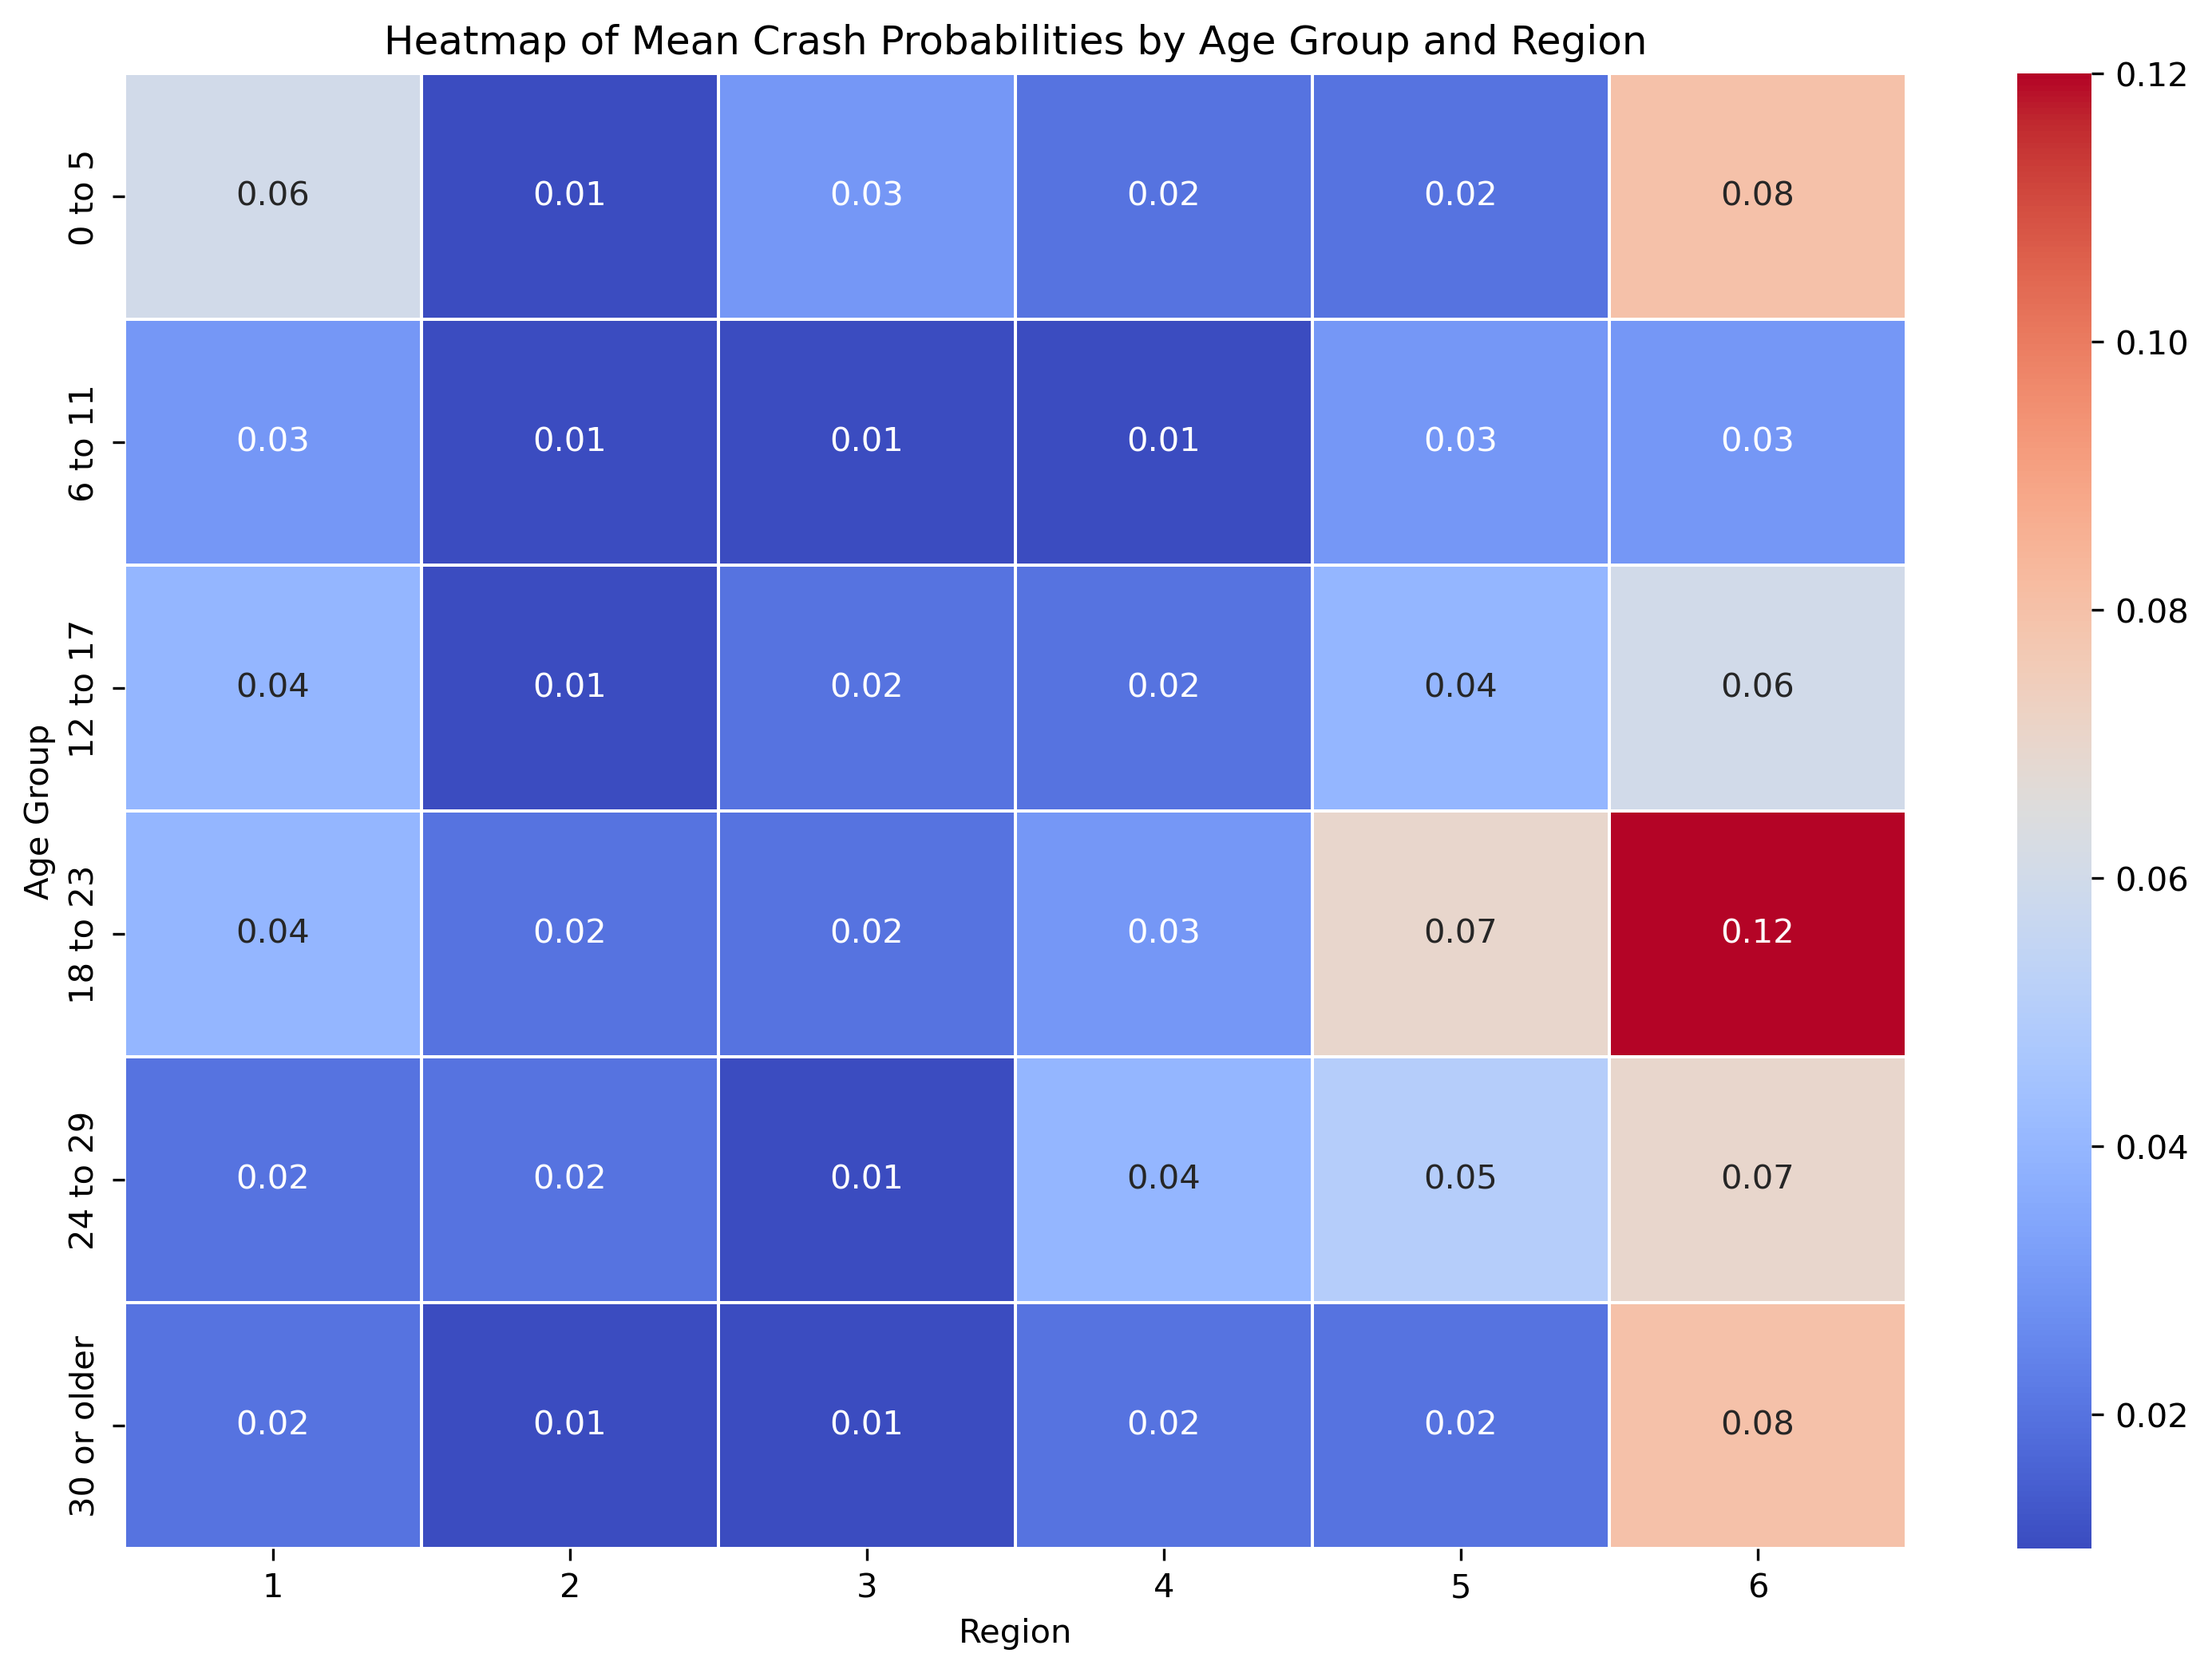 Heatmap of Mean Crash Probabilities by Age Group and Region
Age Group
0 to 5
0.06 0.01 0.03 0.02 0.02 0.08
6 to 11
0.03 0.01 0.01 0.01 0.03 0.03
12 to 17
0.04 0.01 0.02 0.02 0.04 0.06
18 to 23
0.04 0.02 0.02 0.03 0.07 0.12
24 to 29
0.02 0.02 0.01 0.04 0.05 0.07
30 or older
0.02 0.01 0.01 0.02 0.02 0.08
1 2 3 4 5 6
Region
0.12
0.10
0.08
0.06
0.04
0.02